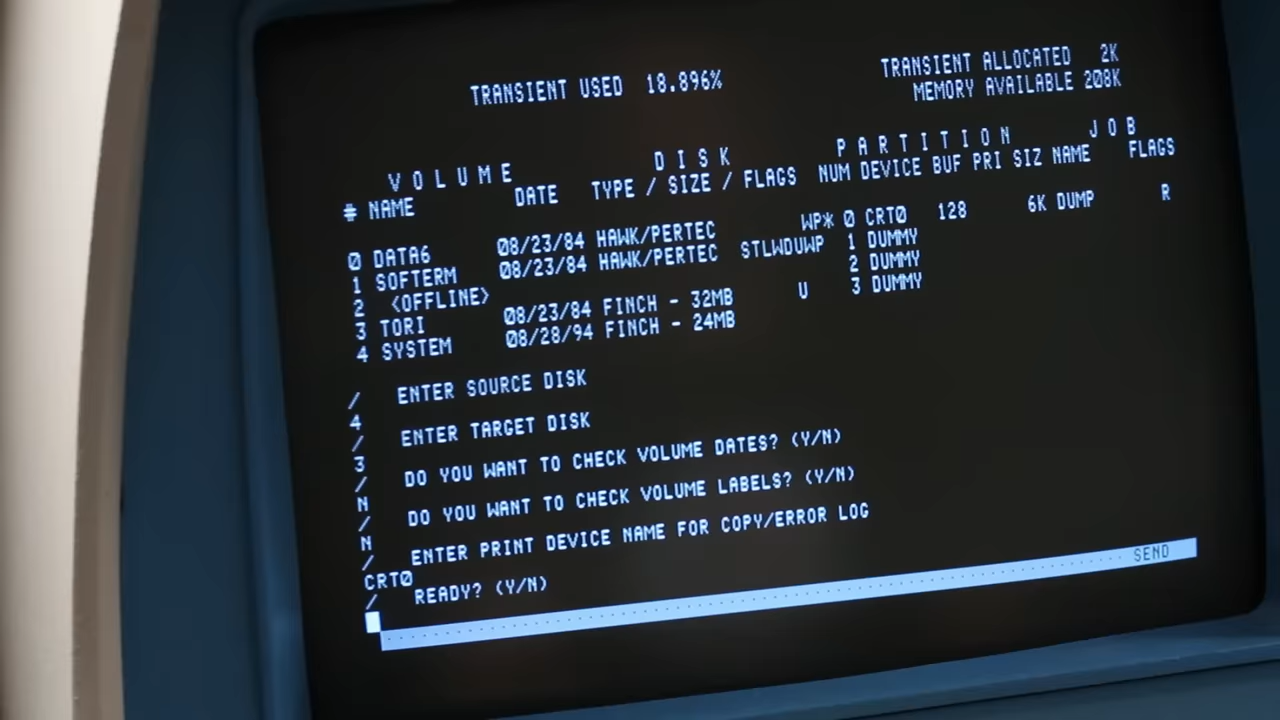 TRANSIENT USED 18.896% TRANSIENT ALLOCATED 2K
MEMORY AVAILABLE 208K
V O L U M E D I S K P A R T I T I O N J O B
# NAME DATE TYPE / SIZE / FLAGS NUM DEVICE BUF PRI SIZ NAME FLAGS
0 DATA6 08/23/84 HAWK/PERTEC WP* 0 CRT0 128 6K DUMP R
1 SOFTERM 08/23/84 HAWK/PERTEC STLWDUWP 1 DUMMY
2 <OFFLINE> 2 DUMMY
3 TORI 08/23/84 FINCH - 32MB U 3 DUMMY
4 SYSTEM 08/28/94 FINCH - 24MB
ENTER SOURCE DISK
/
4
ENTER TARGET DISK
/
3
DO YOU WANT TO CHECK VOLUME DATES? (Y/N)
/
N
DO YOU WANT TO CHECK VOLUME LABELS? (Y/N)
/
N
ENTER PRINT DEVICE NAME FOR COPY/ERROR LOG
/
CRT0
READY? (Y/N)
/
SEND